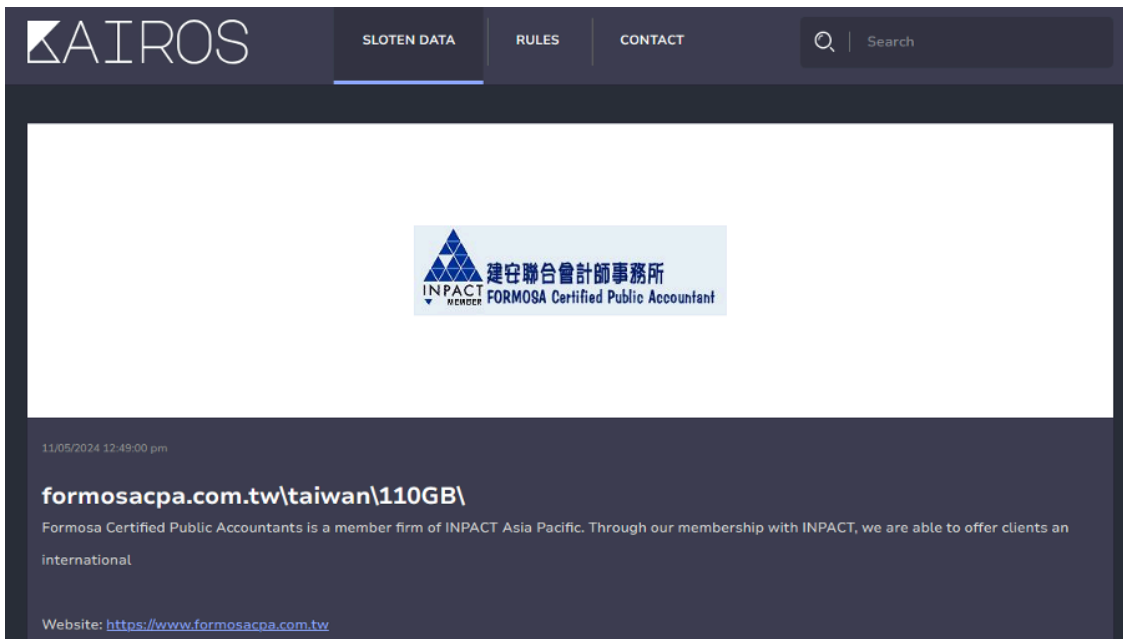 KAIROS
SLOTEN DATA
RULES
CONTACT
Search
INPACT
MEMBER
建安聯合會計師事務所
FORMOSA Certified Public Accountant
11/05/2024 12:49:00 pm
formosacpa.com.tw\taiwan\110GB\
Formosa Certified Public Accountants is a member firm of INPACT Asia Pacific. Through our membership with INPACT, we are able to offer clients an
international
Website: https://www.formosacpa.com.tw